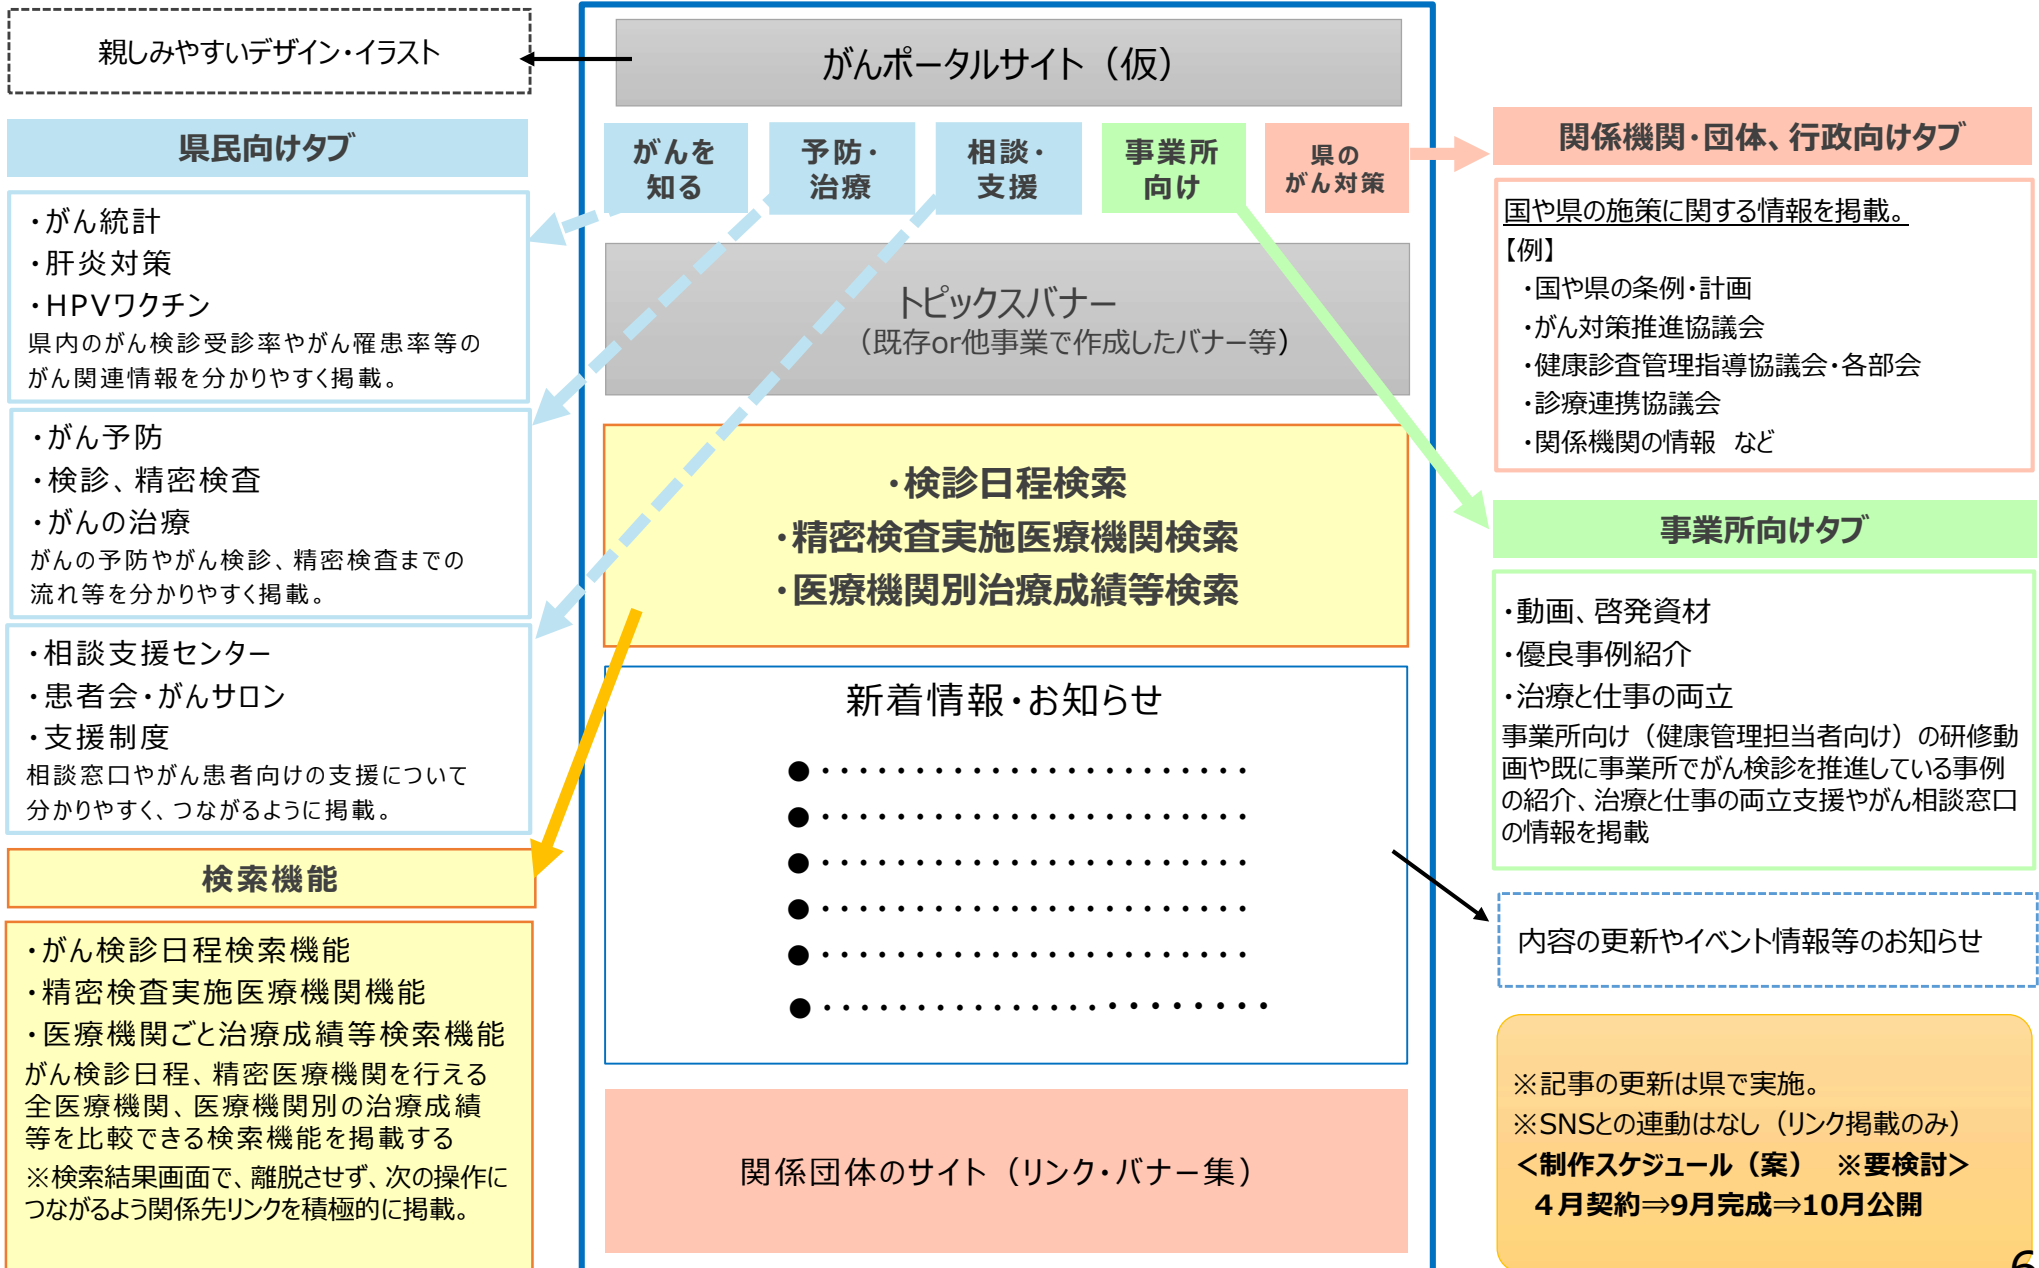 親しみやすいデザイン・イラスト
県民向けタブ
・がん統計
・肝炎対策
・HPVワクチン
県内のがん検診受診率やがん罹患率等の
がん関連情報を分かりやすく掲載。
・がん予防
・検診、精密検査
・がんの治療
がんの予防やがん検診、精密検査までの
流れ等を分かりやすく掲載。
・相談支援センター
・患者会・がんサロン
・支援制度
相談窓口やがん患者向けの支援について
分かりやすく、つながるように掲載。
検索機能
・がん検診日程検索機能
・精密検査実施医療機関機能
・医療機関ごと治療成績等検索機能
がん検診日程、精密医療機関を行える
全医療機関、医療機関別の治療成績
等を比較できる検索機能を掲載する
※検索結果画面で、離脱させず、次の操作に
つながるよう関係先リンクを積極的に掲載。
がんポータルサイト（仮）
がんを
知る
予防・
治療
相談・
支援
事業所
向け
県の
がん対策
トピックスバナー
（既存or他事業で作成したバナー等）
・検診日程検索
・精密検査実施医療機関検索
・医療機関別治療成績等検索
新着情報・お知らせ
●・・・・・・・・・・・・・・・・・・・・・・・
●・・・・・・・・・・・・・・・・・・・・・・・
●・・・・・・・・・・・・・・・・・・・・・・・
●・・・・・・・・・・・・・・・・・・・・・・・
●・・・・・・・・・・・・・・・・・・・・・・・
●・・・・・・・・・・・・・・・・・・・・・・・
関係団体のサイト（リンク・バナー集）
関係機関・団体、行政向けタブ
国や県の施策に関する情報を掲載。
【例】
・国や県の条例・計画
・がん対策推進協議会
・健康診査管理指導協議会・各部会
・診療連携協議会
・関係機関の情報　など
事業所向けタブ
・動画、啓発資材
・優良事例紹介
・治療と仕事の両立
事業所向け（健康管理担当者向け）の研修動
画や既に事業所でがん検診を推進している事例
の紹介、治療と仕事の両立支援やがん相談窓口
の情報を掲載
内容の更新やイベント情報等のお知らせ
※記事の更新は県で実施。
※SNSとの連動はなし（リンク掲載のみ）
＜制作スケジュール（案）　※要検討＞
４月契約⇒9月完成⇒10月公開
6